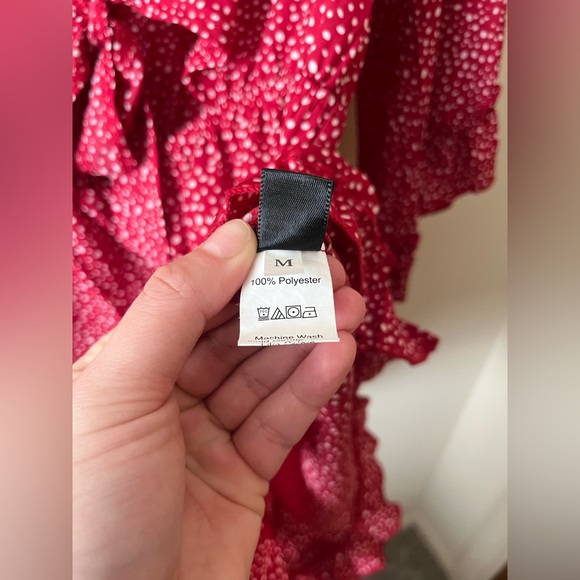 M
100% Polyester
Machine Wash